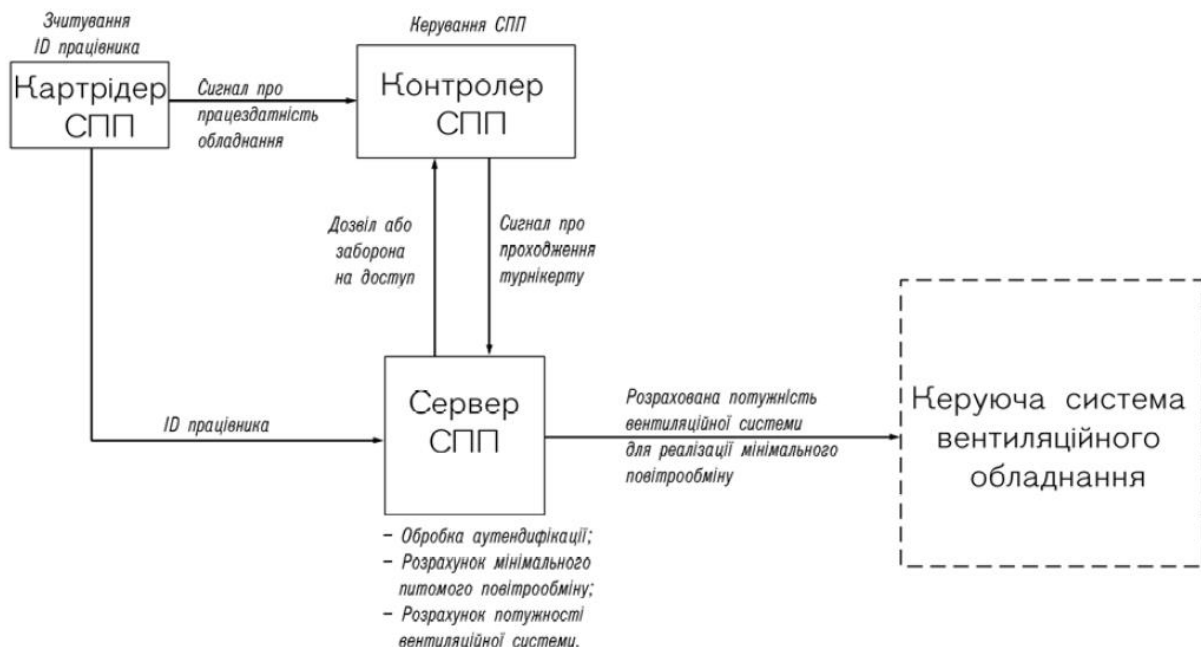 Зчитування
ID працівника
Картрідер
СПП
Сигнал про
працездатність
обладнання
Керування СПП
Контролер
СПП
Дозвіл або
заборона
на доступ
Сигнал про
проходження
турнікерту
ID працівника
Сервер
СПП
– Обробка аутендифікації;
– Розрахунок мінімального
питомого повітрообміну;
– Розрахунок потужності
вентиляційної системи.
Розрахована потужність
вентиляційної системи
для реалізації мінімального
повітрообміну
Керуюча система
вентиляційного
обладнання